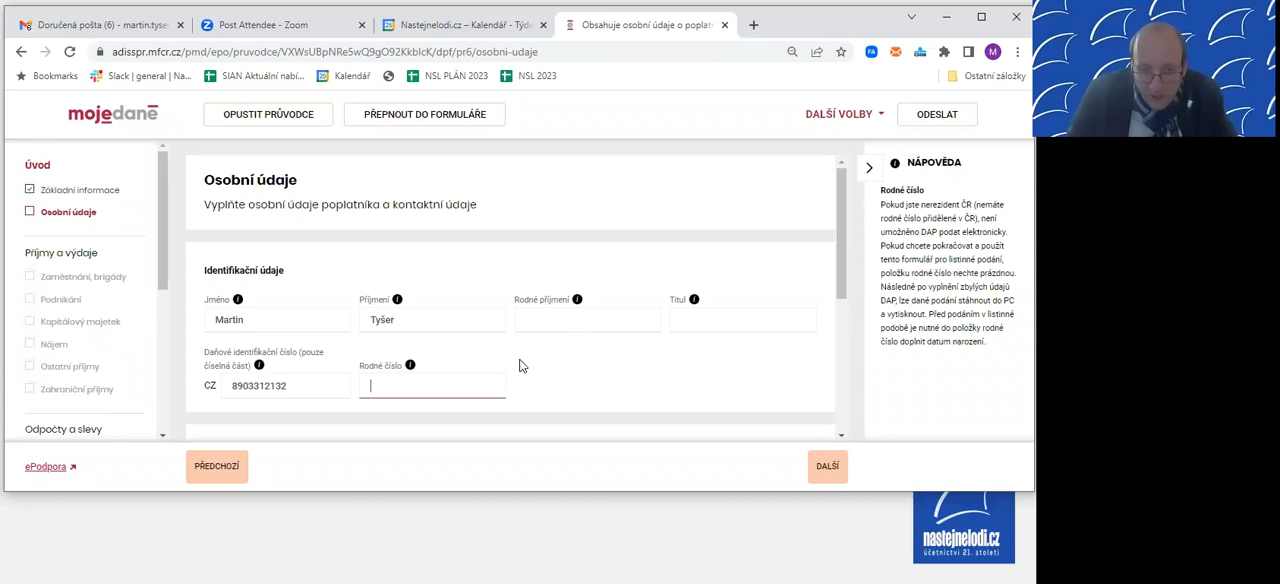 Doručená pošta (6) - martin.tyse
Post Attendee - Zoom
Nastejnelodi.cz – Kalendář - Týde
Obsahuje osobní údaje o poplat
adisspr.mfcr.cz/pmd/epo/pruvodce/VXWsUBpNRe5wQ9gO92KkblcK/dpf/pr6/osobni-udaje
FA
M
Bookmarks
Slack | general | Na...
SIAN Aktuální nabí...
Kalendář
NSL PLÁN 2023
NSL 2023
Ostatní záložky
mojedaně
OPUSTIT PRŮVODCE
PŘEPNOUT DO FORMULÁŘE
DALŠÍ VOLBY
ODESLAT
Úvod
Základní informace
Osobní údaje
Příjmy a výdaje
Zaměstnání, brigády
Podnikání
Kapitálový majetek
Nájem
Ostatní příjmy
Zahraniční příjmy
Odpočty a slevy
Osobní údaje
Vyplňte osobní údaje poplatníka a kontaktní údaje
Identifikační údaje
Jméno
Příjmení
Rodné příjmení
Titul
Martin
Tyšer
Daňové identifikační číslo (pouze
číselná část)
Rodné číslo
CZ 8903312132
NÁPOVĚDA
Rodné číslo
Pokud jste nerezident ČR (nemáte
rodné číslo přidělené v ČR), není
umožněno DAP podat elektronicky.
Pokud chcete pokračovat a použít
tento formulář pro listinné podání,
položku rodné číslo nechte prázdnou.
Následně po vyplnění zbylých údajů
DAP, lze dané podání stáhnout do PC
a vytisknout. Před podáním v listinné
podobě je nutné do položky rodné
číslo doplnit datum narození.
ePodpora
PŘEDCHOZÍ
DALŠÍ
nastejnelodi.cz
účetnictví 21. století